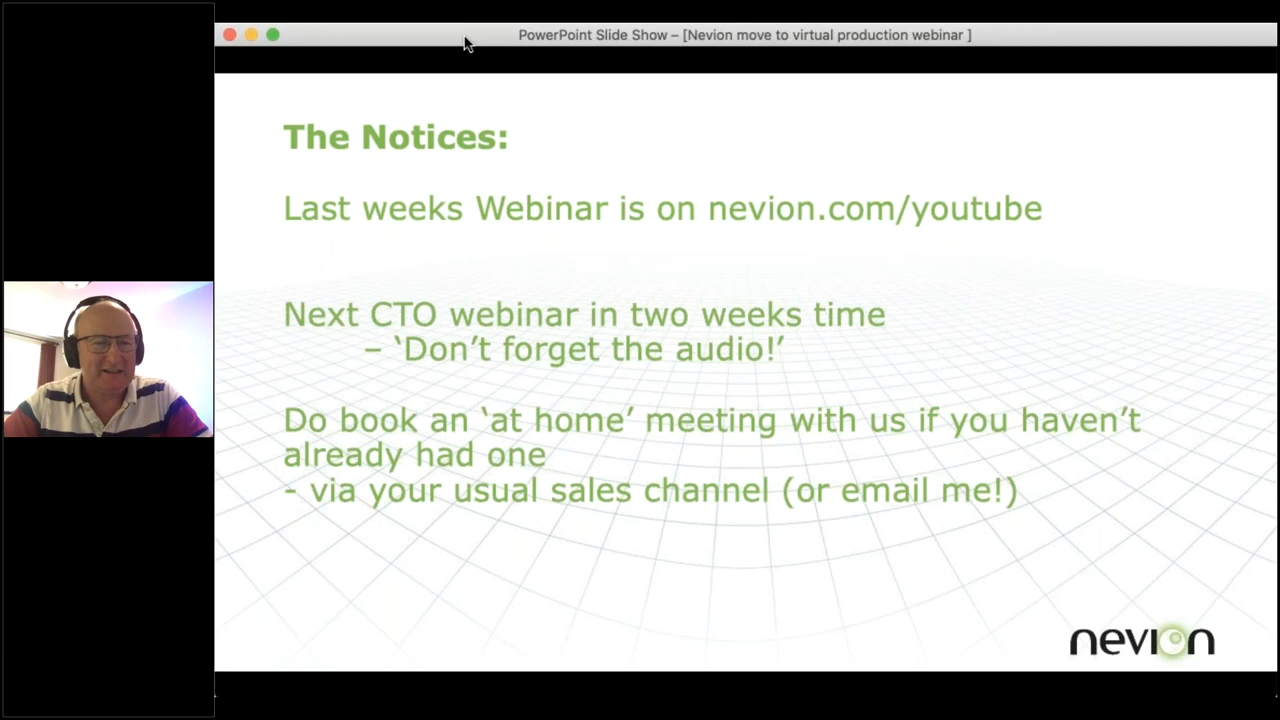 PowerPoint Slide Show – [Nevion move to virtual production webinar ]
The Notices:
Last weeks Webinar is on nevion.com/youtube
Next CTO webinar in two weeks time
– ‘Don’t forget the audio!’
Do book an ‘at home’ meeting with us if you haven’t
already had one
- via your usual sales channel (or email me!)
nevion